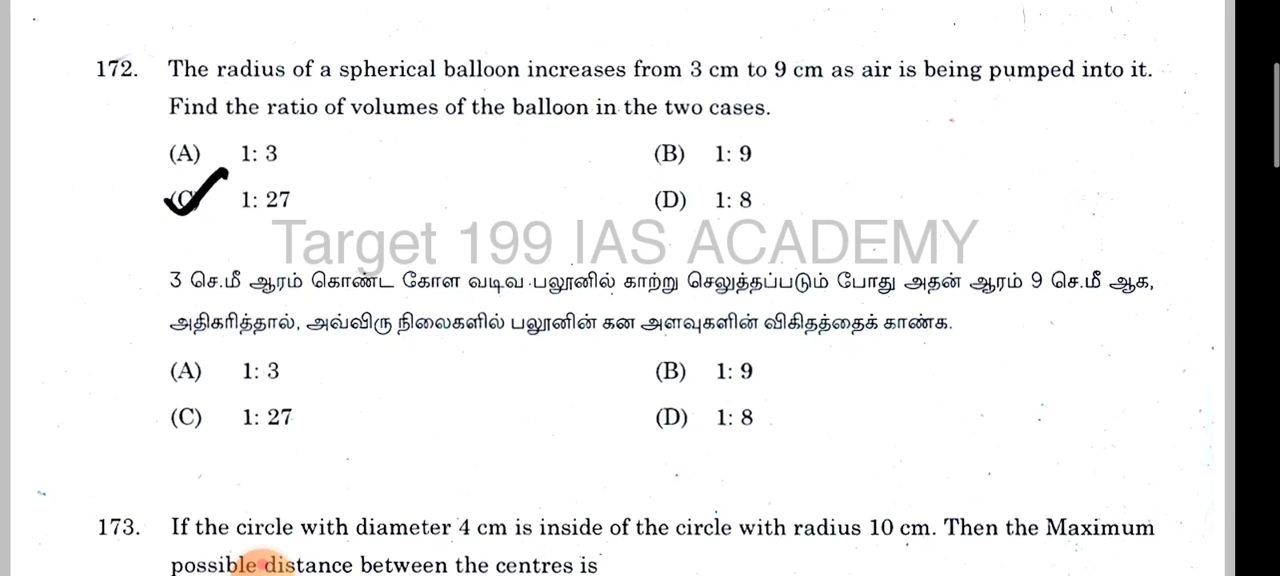 172. The radius of a spherical balloon increases from 3 cm to 9 cm as air is being pumped into it.
Find the ratio of volumes of the balloon in the two cases.
(A) 1: 3 (B) 1: 9
(C) 1: 27 (D) 1: 8
Target 199 IAS ACADEMY
3 செ.மீ ஆரம் கொண்ட கோள வடிவ பலூனில் காற்று செலுத்தப்படும் போது அதன் ஆரம் 9 செ.மீ ஆக,
அதிகரித்தால், அவ்விரு நிலைகளில் பலூனின் கன அளவுகளின் விகிதத்தைக் காண்க.
(A) 1: 3 (B) 1: 9
(C) 1: 27 (D) 1: 8
173. If the circle with diameter 4 cm is inside of the circle with radius 10 cm. Then the Maximum
possible distance between the centres is